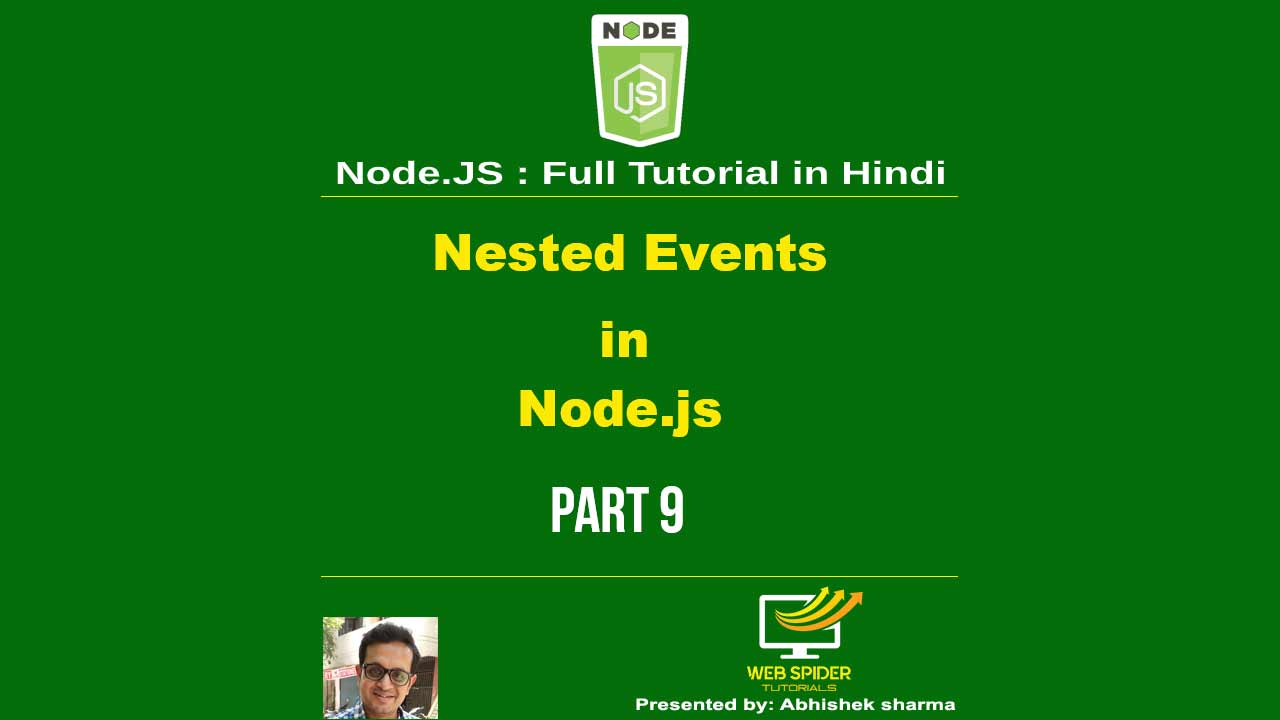 NODE
JS
Node.JS : Full Tutorial in Hindi
Nested Events
in
Node.js
PART 9
WEB SPIDER
TUTORIALS
Presented by: Abhishek sharma